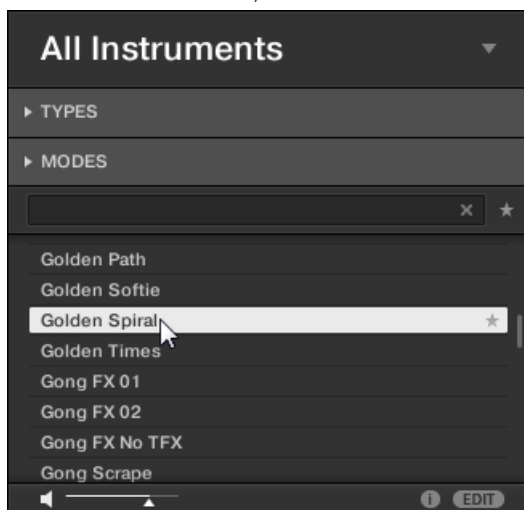 All Instruments
TYPES
MODES
Golden Path
Golden Softie
Golden Spiral
Golden Times
Gong FX 01
Gong FX 02
Gong FX No TFX
Gong Scrape
i EDIT